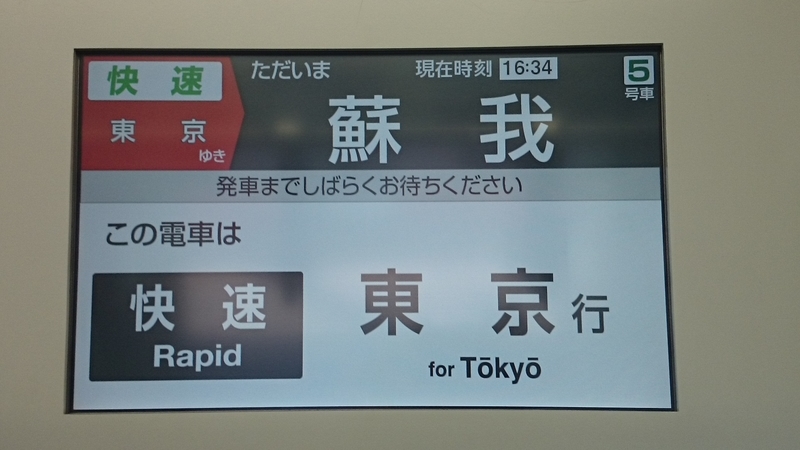 快速
東京
ゆき
ただいま
現在時刻 16:34
5
号車
蘇我
発車までしばらくお待ちください
この電車は
快速
Rapid
東京行
for Tōkyō